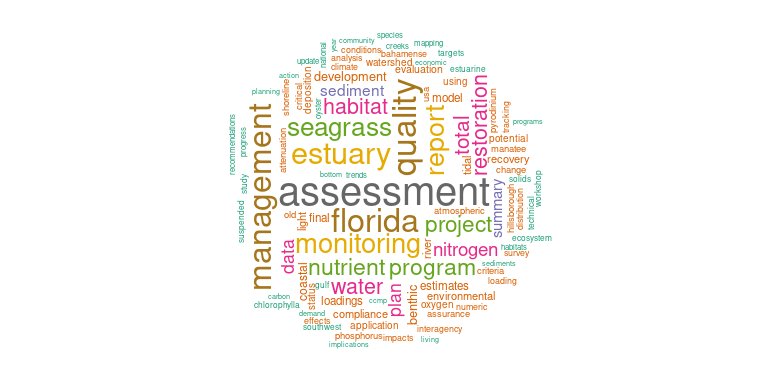 species
community
year
national
creeks
mapping
conditions
bahamense
targets
analysis
update
watershed
climate
evaluation
estuarine
economic
action
development
planning
critical
deposition
shoreline
sediment
using
usa
model
oyster
habitat
quality
restoration
pyrodinium
tracking
programs
recommendations
progress
seagrass
report
total
potential
attenuation
estuary
manatee
recovery
tidal
change
bottom
trends
solids
study
management
assessment
workshop
summary
suspended
old
light
final
florida
atmospheric
project
hillsborough
distribution
technical
ecosystem
data
monitoring
river
nitrogen
habitats
survey
coastal
nutrient
program
sediments
criteria
loading
gulf
status
water
plan
benthic
estimates
carbon
chlorophylla
loadings
ccmp
environmental
oxygen
numeric
demand
compliance
assurance
effects
southwest
application
interagency
phosphorus
impacts
living
implications